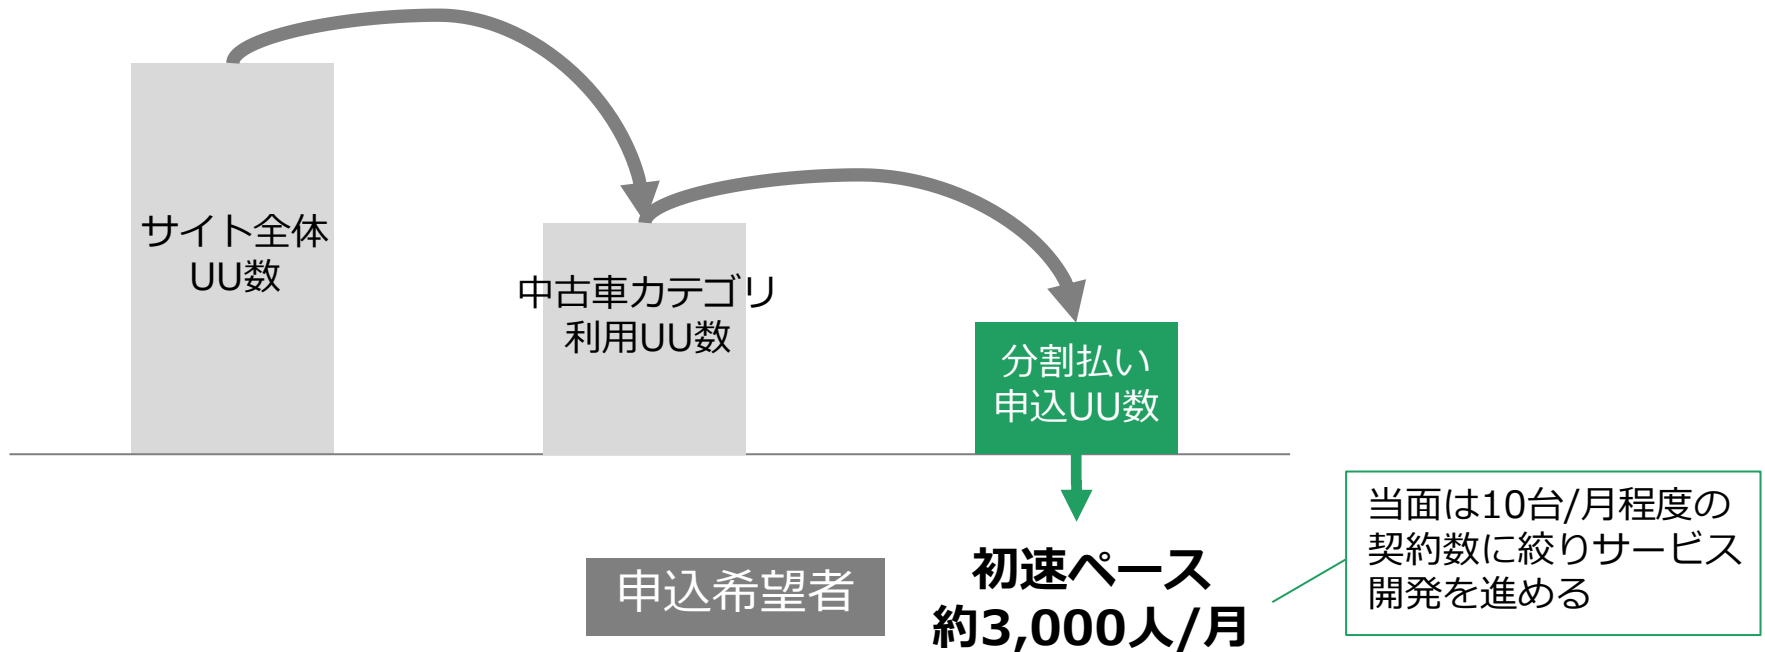 サイト全体
UU数
中古車カテゴリ
利用UU数
分割払い
申込UU数
申込希望者
初速ペース
約3,000人/月
当面は10台/月程度の
契約数に絞りサービス
開発を進める